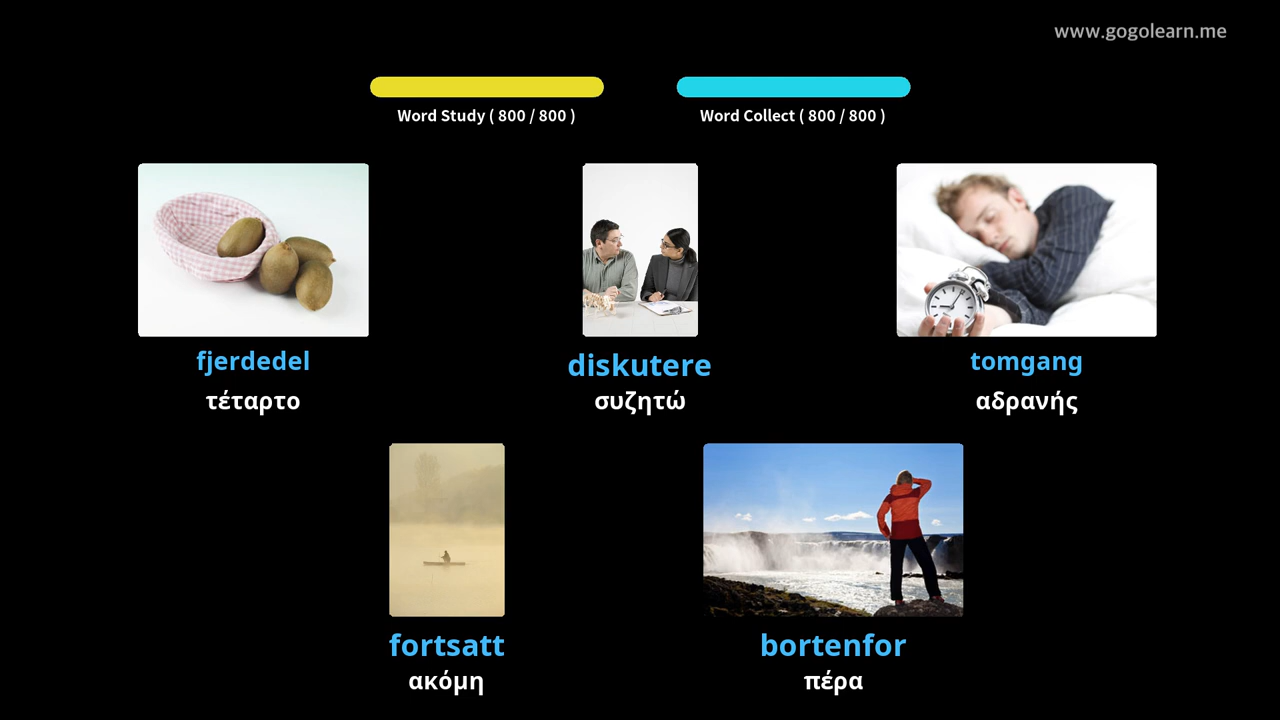 www.gogolearn.me
Word Study ( 800 / 800 )
Word Collect ( 800 / 800 )
fjerdedel
τέταρτο
diskutere
συζητώ
tomgang
αδρανής
fortsatt
ακόμη
bortenfor
πέρα